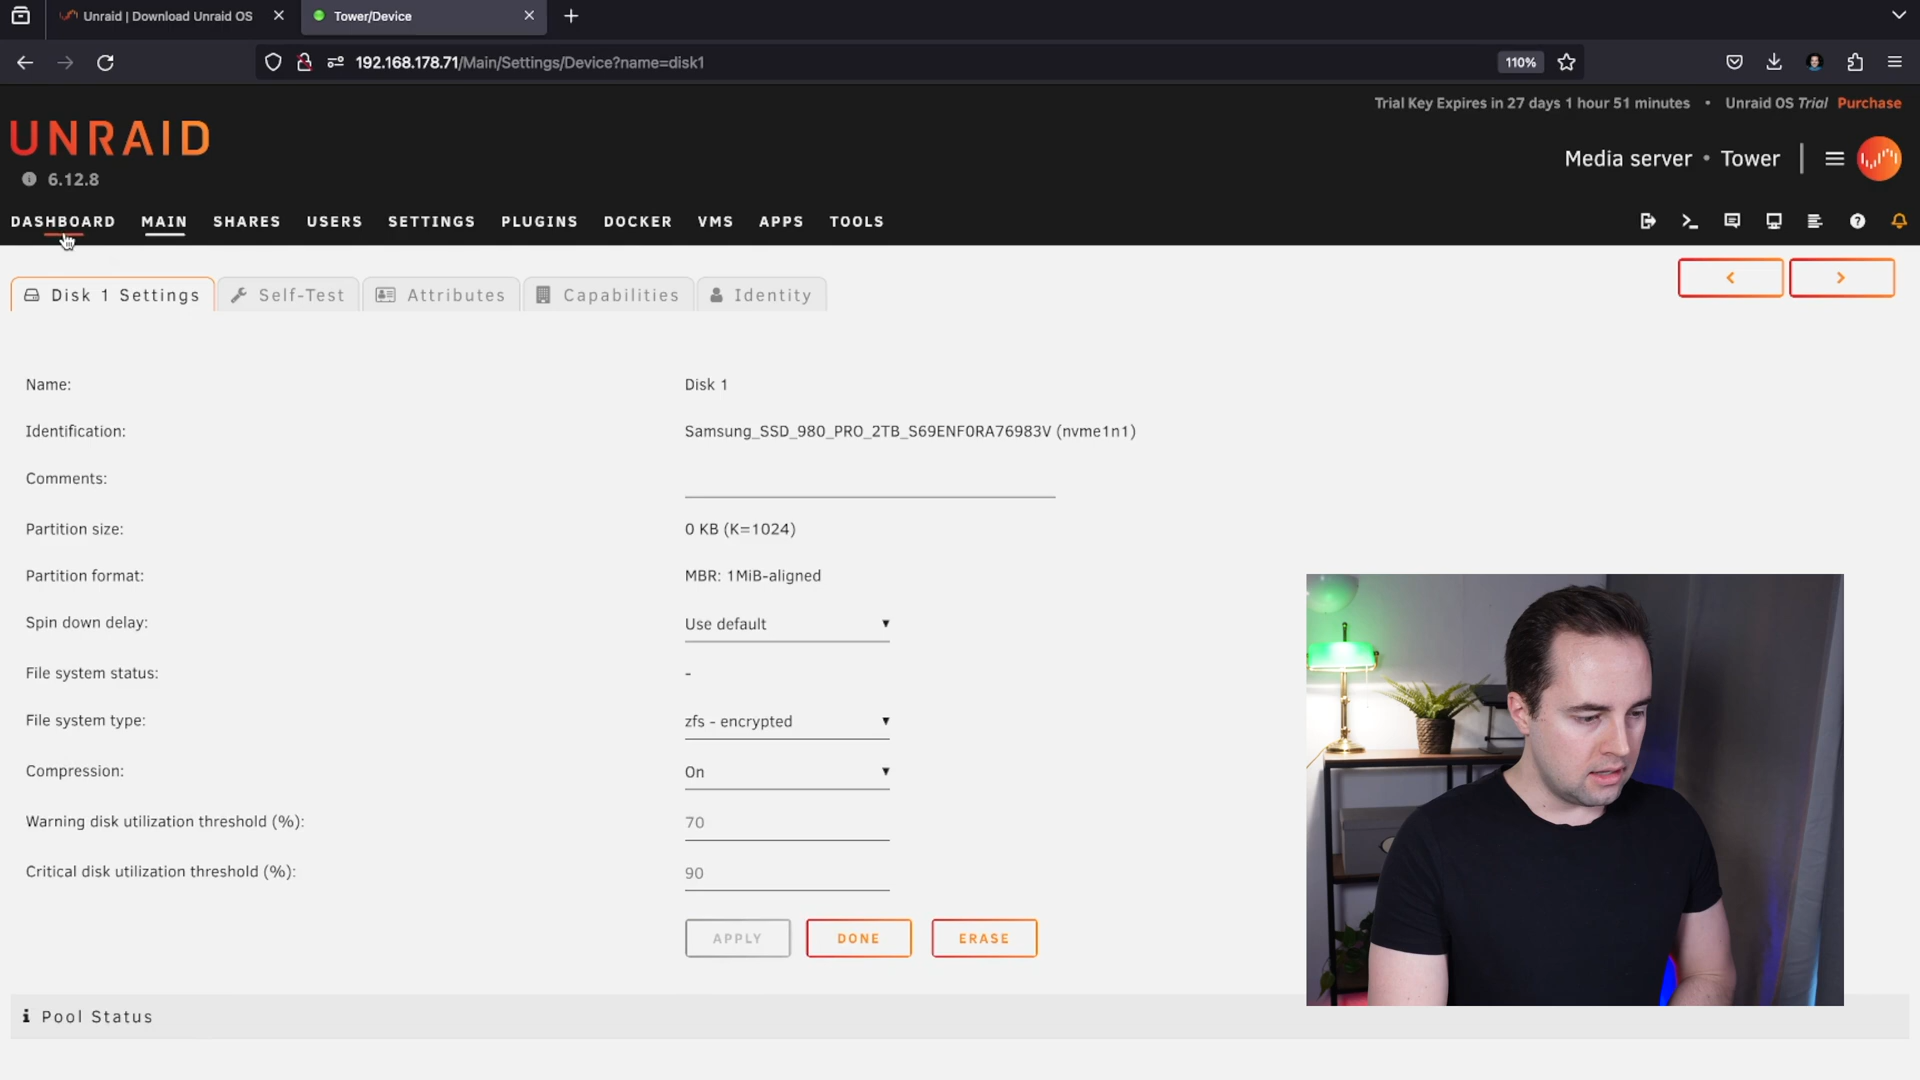 Unraid | Download Unraid OS
Tower/Device
192.168.178.71/Main/Settings/Device?name=disk1
110%
Trial Key Expires in 27 days 1 hour 51 minutes • Unraid OS Trial Purchase
UNRAID
6.12.8
Media server • Tower
DASHBOARD MAIN SHARES USERS SETTINGS PLUGINS DOCKER VMS APPS TOOLS
Disk 1 Settings Self-Test Attributes Capabilities Identity
Name: Disk 1
Identification: Samsung_SSD_980_PRO_2TB_S69ENF0RA76983V (nvme1n1)
Comments:
Partition size: 0 KB (K=1024)
Partition format: MBR: 1MiB-aligned
Spin down delay: Use default
File system status: -
File system type: zfs - encrypted
Compression: On
Warning disk utilization threshold (%): 70
Critical disk utilization threshold (%): 90
APPLY DONE ERASE
Pool Status